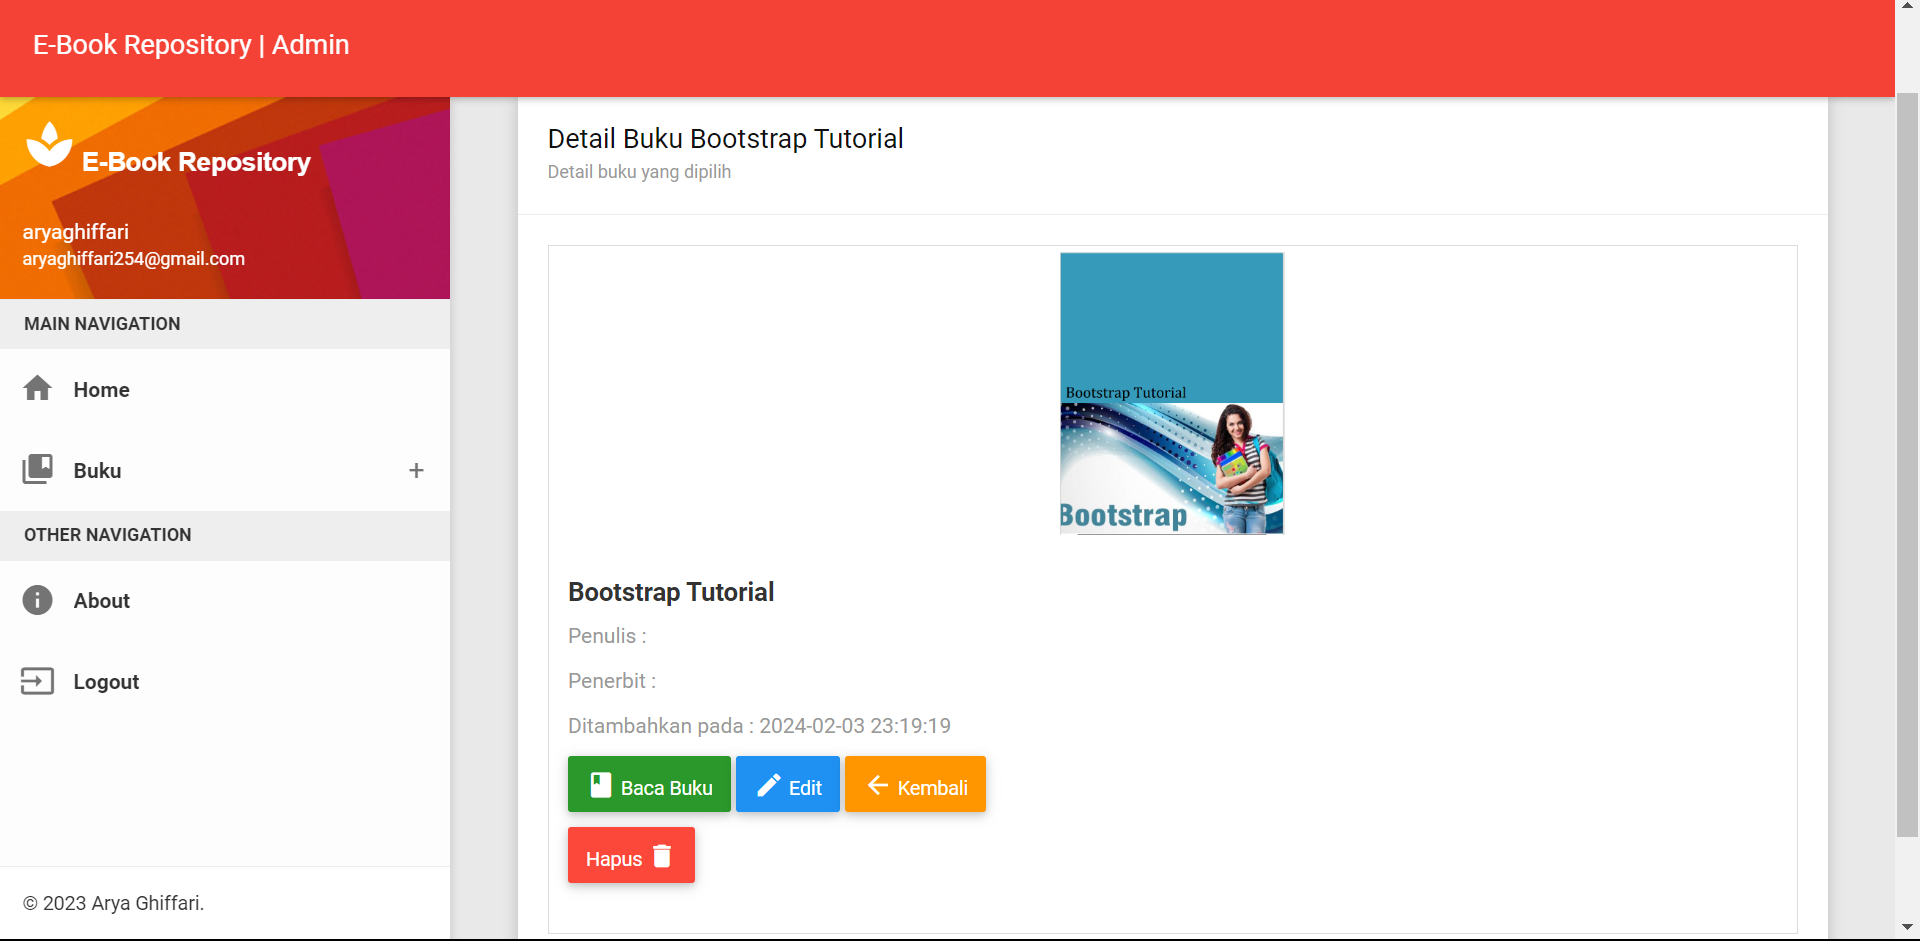 E-Book Repository | Admin
E-Book Repository
aryaghiffari
aryaghiffari254@gmail.com
MAIN NAVIGATION
Home
Buku
OTHER NAVIGATION
About
Logout
© 2023 Arya Ghiffari.
Detail Buku Bootstrap Tutorial
Detail buku yang dipilih
Bootstrap Tutorial
Bootstrap
Bootstrap Tutorial
Penulis :
Penerbit :
Ditambahkan pada : 2024-02-03 23:19:19
Baca Buku
Edit
Kembali
Hapus